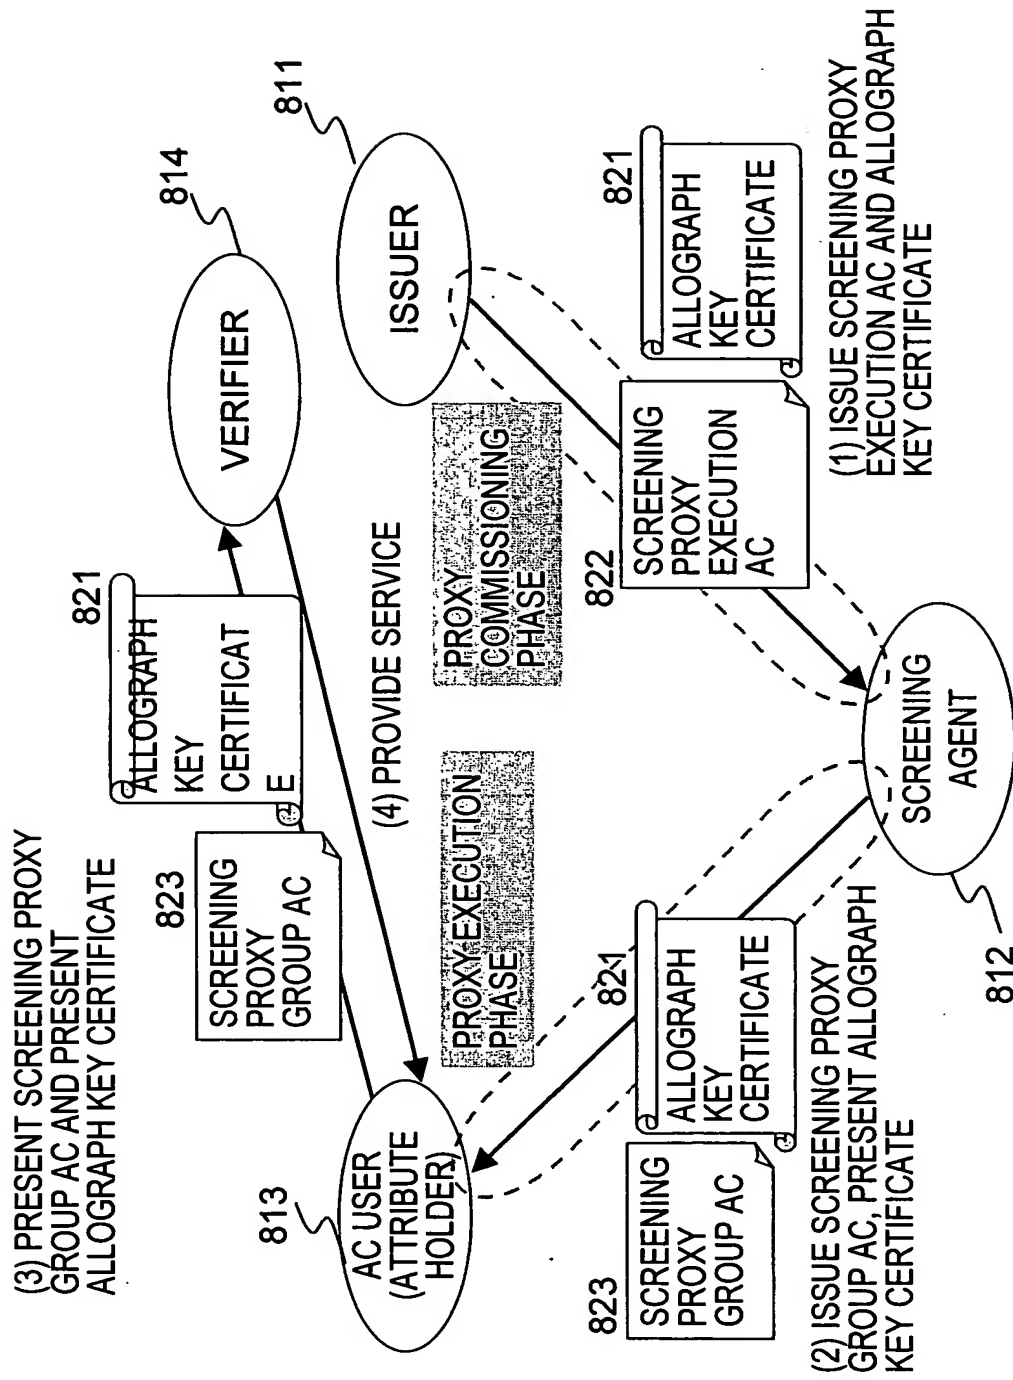 (3) PRESENT SCREENING PROXY
GROUP AC AND PRESENT
ALLOGRAPH KEY CERTIFICATE
823
SCREENING
PROXY
GROUP AC
821
ALLOGRAPH
KEY
CERTIFICAT
E
814
VERIFIER
811
ISSUER
813
AC USER
(ATTRIBUTE
HOLDER)
(4) PROVIDE SERVICE
PROXY EXECUTION
PHASE
PROXY
COMMISSIONING
PHASE
823
SCREENING
PROXY
GROUP AC
821
ALLOGRAPH
KEY
CERTIFICATE
822
SCREENING
PROXY
EXECUTION
AC
821
ALLOGRAPH
KEY
CERTIFICATE
(2) ISSUE SCREENING PROXY
GROUP AC, PRESENT ALLOGRAPH
KEY CERTIFICATE
812
SCREENING
AGENT
(1) ISSUE SCREENING PROXY
EXECUTION AC AND ALLOGRAPH
KEY CERTIFICATE